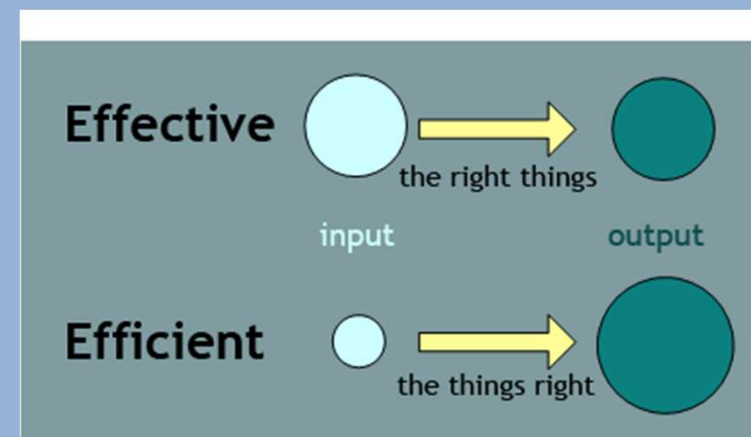 Effective
the right things
input output
Efficient
the things right